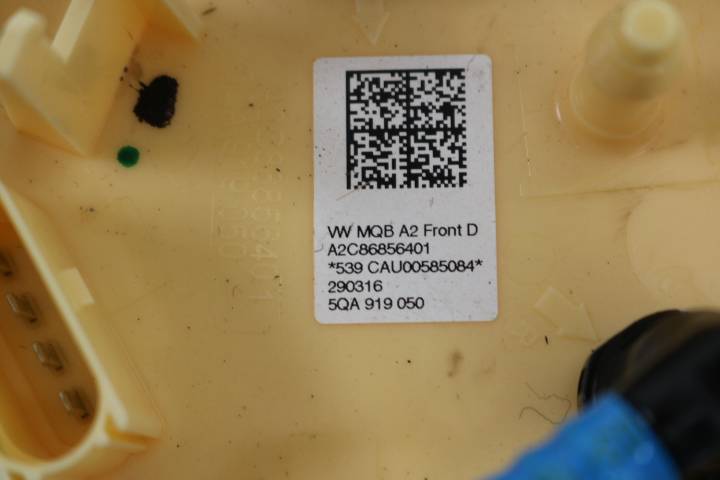 VW MQB A2 Front D
A2C86856401
*539 CAU00585084*
290316
5QA 919 050